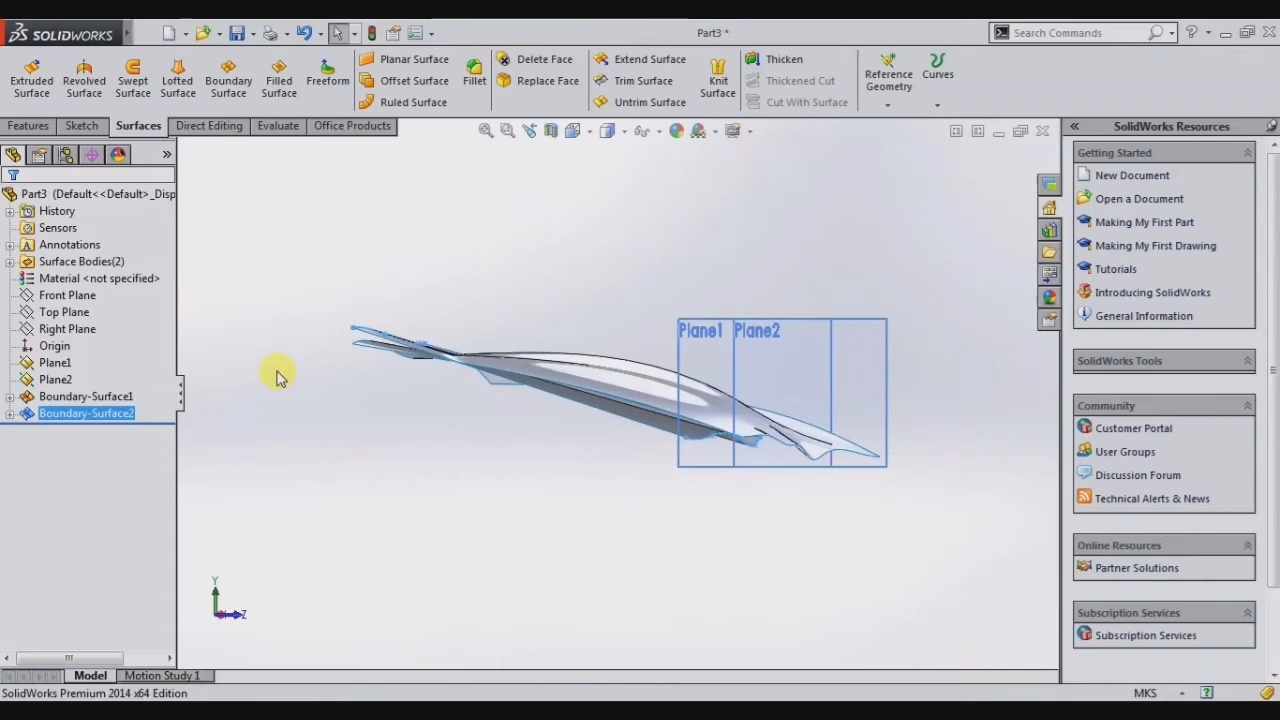 SOLIDWORKS
Part3 *
Search Commands
Extruded Surface
Revolved Surface
Swept Surface
Lofted Surface
Boundary Surface
Filled Surface
Freeform
Planar Surface
Offset Surface
Ruled Surface
Fillet
Delete Face
Replace Face
Extend Surface
Trim Surface
Untrim Surface
Knit Surface
Thicken
Thickened Cut
Cut With Surface
Reference Geometry
Curves
Features
Sketch
Surfaces
Direct Editing
Evaluate
Office Products
Part3 (Default<<Default>_Disp
History
Sensors
Annotations
Surface Bodies(2)
Material <not specified>
Front Plane
Top Plane
Right Plane
Origin
Plane1
Plane2
Boundary-Surface1
Boundary-Surface2
Plane1
Plane2
Y
Z
SolidWorks Resources
Getting Started
New Document
Open a Document
Making My First Part
Making My First Drawing
Tutorials
Introducing SolidWorks
General Information
SolidWorks Tools
Community
Customer Portal
User Groups
Discussion Forum
Technical Alerts & News
Online Resources
Partner Solutions
Subscription Services
Subscription Services
Model
Motion Study 1
SolidWorks Premium 2014 x64 Edition
MKS